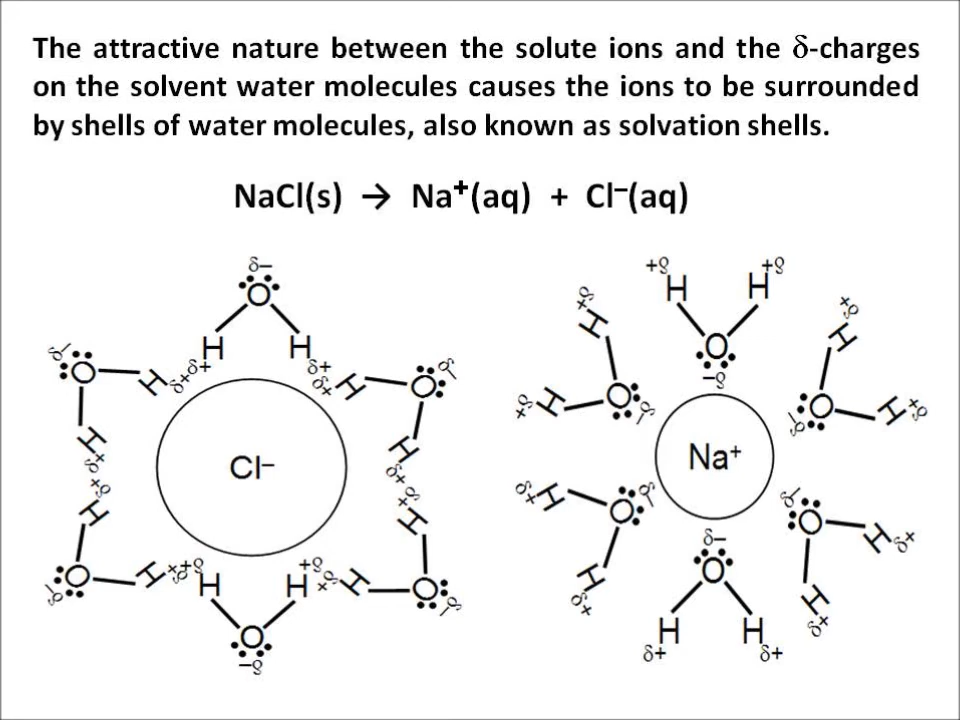 The attractive nature between the solute ions and the δ-charges
on the solvent water molecules causes the ions to be surrounded
by shells of water molecules, also known as solvation shells.
NaCl(s) → Na⁺(aq) + Cl⁻(aq)
δ–
O
H H
δ+ δ+
δ–
O H δ+
H δ+
δ+ H O δ–
H δ+
Cl–
δ+ H
O H δ+
δ–
δ+ H
H O
δ+ δ–
δ+ δ+
H H
O
δ–
δ+ δ+
H H
O
δ–
δ+ H
δ+ H O δ–
δ+ H
δ– O H δ+
Na+
δ+ H O δ–
H δ+
δ– O H δ+
H δ+
δ–
O
H H
δ+ δ+